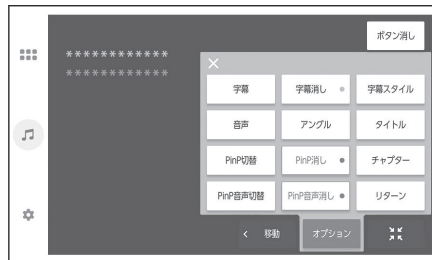 ボタン消し
***********
***********
字幕
字幕消し
字幕スタイル
音声
アングル
タイトル
PinP切替
PinP消し
チャプター
PinP音声切替
PinP音声消し
リターン
移動
オプション